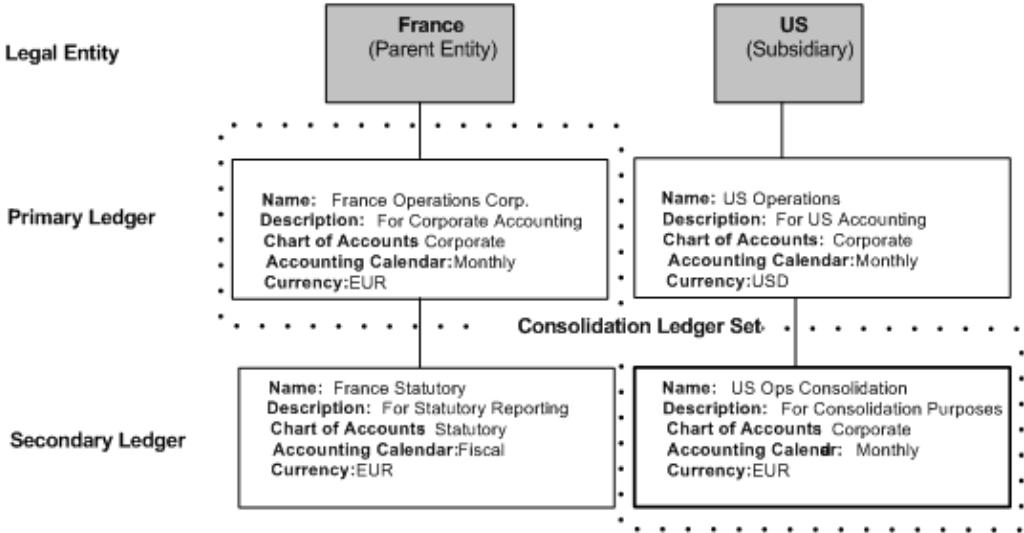 Legal Entity
France
(Parent Entity)
US
(Subsidiary)
Primary Ledger
Name: France Operations Corp.
Description: For Corporate Accounting
Chart of Accounts Corporate
Accounting Calendar:Monthly
Currency:EUR
Name: US Operations
Description: For US Accounting
Chart of Accounts: Corporate
Accounting Calendar:Monthly
Currency:USD
Consolidation Ledger Set
Secondary Ledger
Name: France Statutory
Description: For Statutory Reporting
Chart of Accounts Statutory
Accounting Calendar:Fiscal
Currency:EUR
Name: US Ops Consolidation
Description: For Consolidation Purposes
Chart of Accounts Corporate
Accounting Calendr: Monthly
Currency:EUR